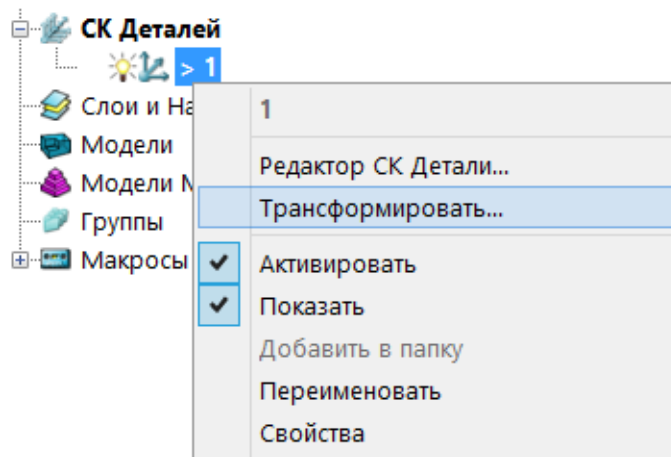 СК Деталей
> 1
Слои и На
1
Модели
Редактор СК Детали...
Модели М
Трансформировать...
Группы
Макросы
Активировать
Показать
Добавить в папку
Переименовать
Свойства